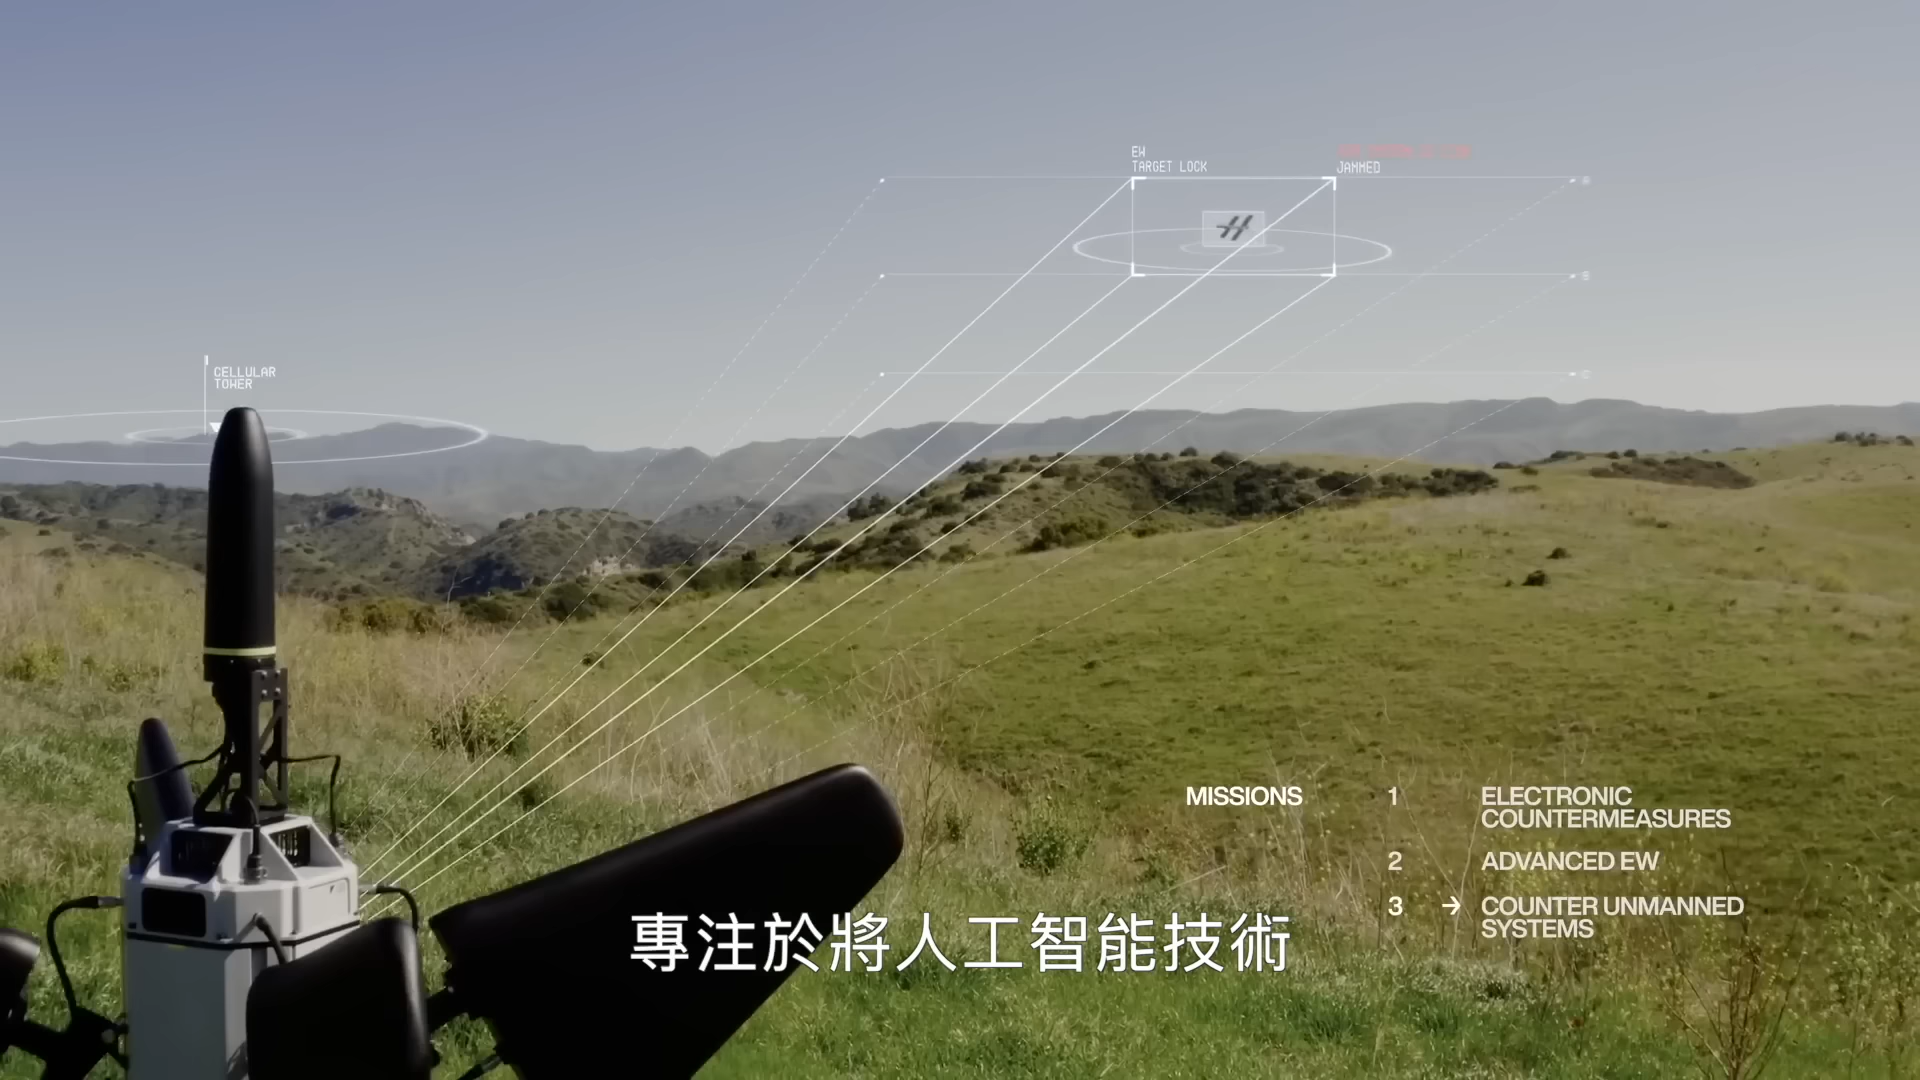 EW
TARGET LOCK
JAMMED
CELLULAR
TOWER
MISSIONS
1
ELECTRONIC
COUNTERMEASURES
2
ADVANCED EW
3 → COUNTER UNMANNED
SYSTEMS
專注於將人工智能技術